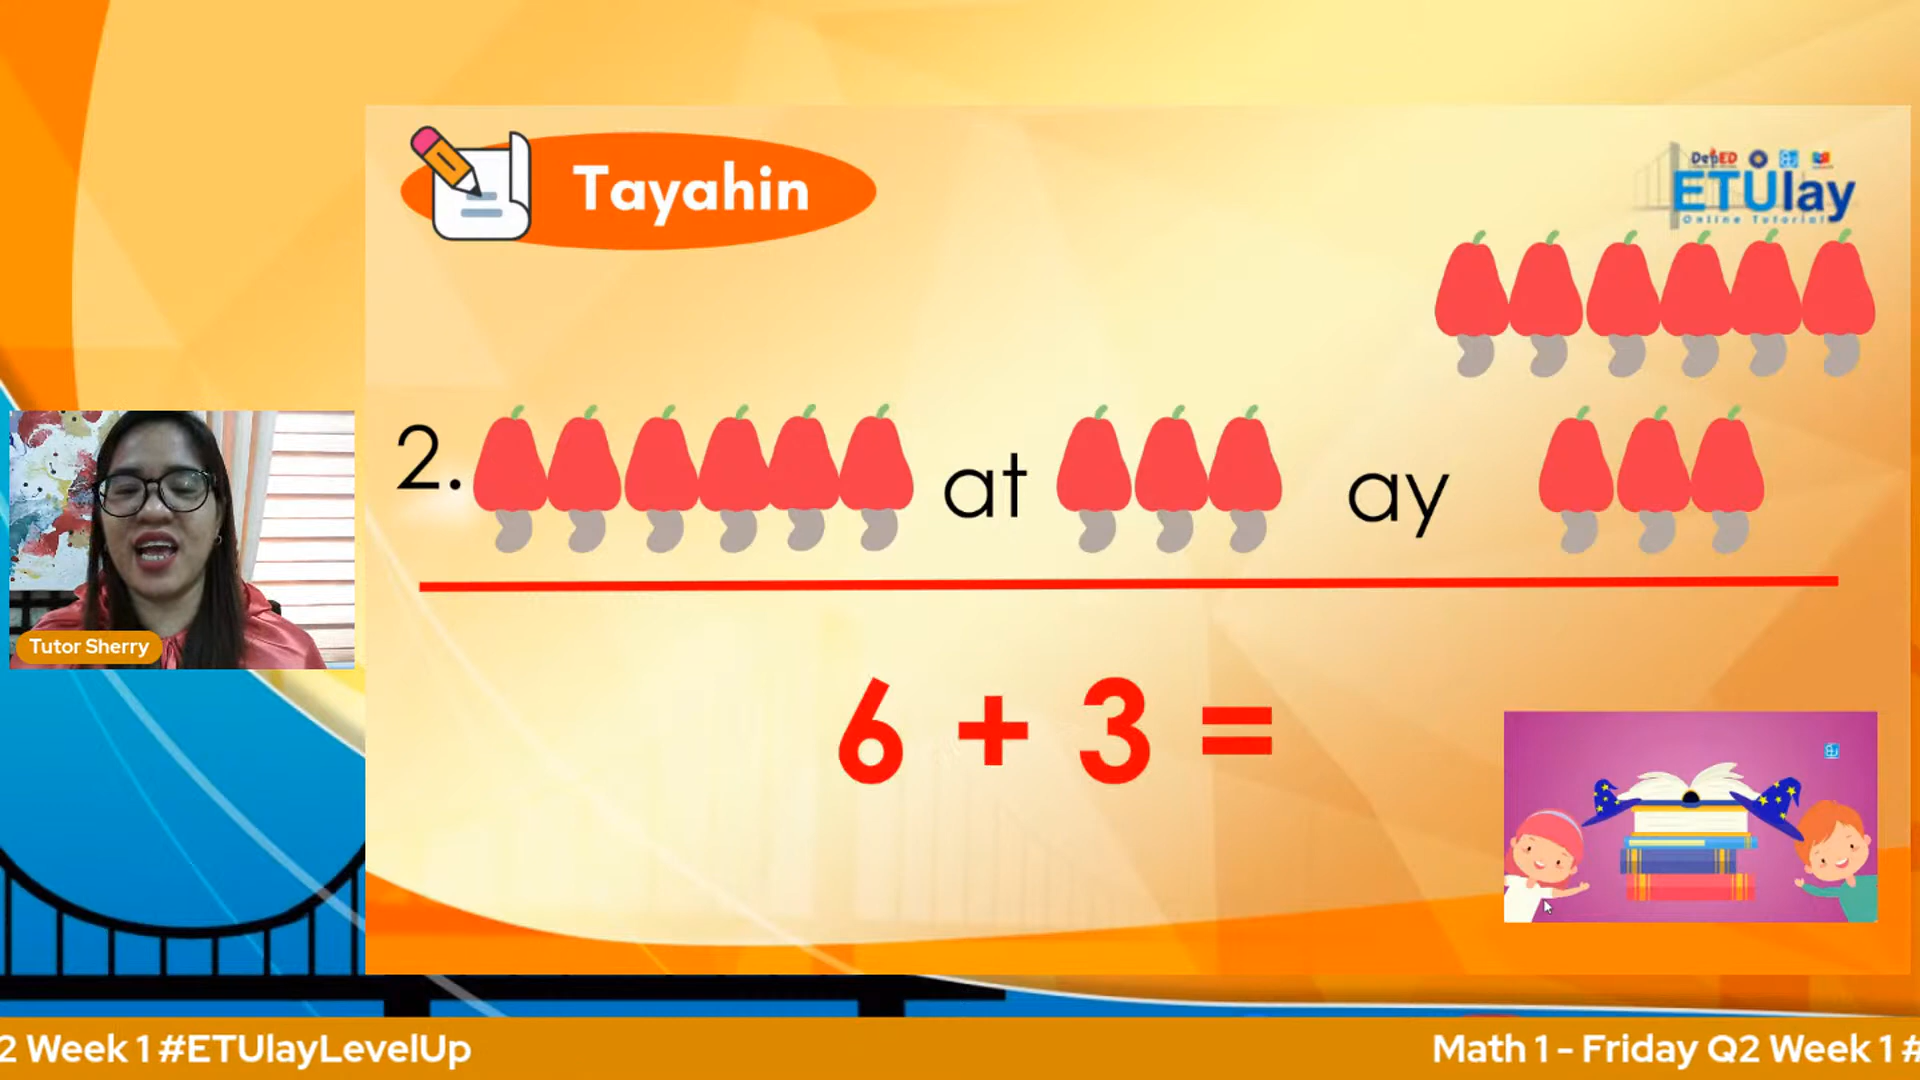 Tayahin
DepED
ETUlay
Online Tutorial
2. at ay
6 + 3 =
Tutor Sherry
2 Week 1 #ETUlayLevelUp
Math 1 - Friday Q2 Week 1 #